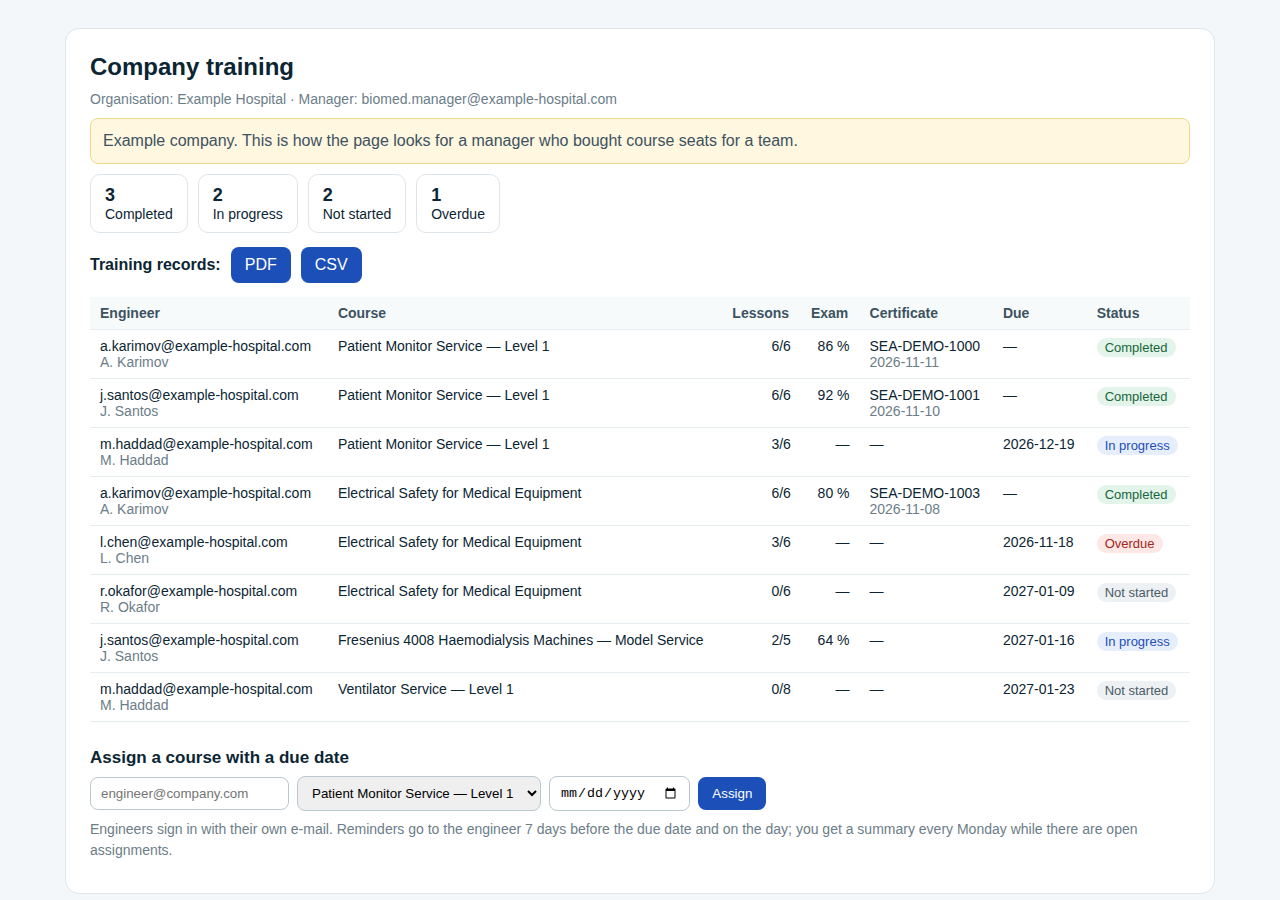 Company training
Organisation: Example Hospital · Manager: biomed.manager@example-hospital.com
Example company. This is how the page looks for a manager who bought course seats for a team.
3 2 2 1
Completed In progress Not started Overdue
Training records: PDF CSV
Engineer Course Lessons Exam Certificate Due Status
a.karimov@example-hospital.com Patient Monitor Service — Level 1 6/6 86 % SEA-DEMO-1000 — Completed
A. Karimov 2026-11-11
j.santos@example-hospital.com Patient Monitor Service — Level 1 6/6 92 % SEA-DEMO-1001 — Completed
J. Santos 2026-11-10
m.haddad@example-hospital.com Patient Monitor Service — Level 1 3/6 — — 2026-12-19 In progress
M. Haddad
a.karimov@example-hospital.com Electrical Safety for Medical Equipment 6/6 80 % SEA-DEMO-1003 — Completed
A. Karimov 2026-11-08
l.chen@example-hospital.com Electrical Safety for Medical Equipment 3/6 — — 2026-11-18 Overdue
L. Chen
r.okafor@example-hospital.com Electrical Safety for Medical Equipment 0/6 — — 2027-01-09 Not started
R. Okafor
j.santos@example-hospital.com Fresenius 4008 Haemodialysis Machines — Model Service 2/5 64 % — 2027-01-16 In progress
J. Santos
m.haddad@example-hospital.com Ventilator Service — Level 1 0/8 — — 2027-01-23 Not started
M. Haddad
Assign a course with a due date
engineer@company.com Patient Monitor Service — Level 1 mm/dd/yyyy Assign
Engineers sign in with their own e-mail. Reminders go to the engineer 7 days before the due date and on the day; you get a summary every Monday while there are open
assignments.